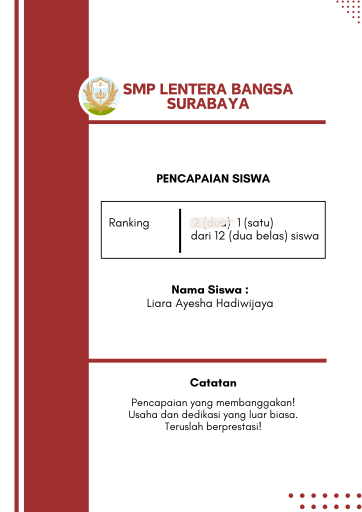 SMP LENTERA BANGSA
SURABAYA
PENCAPAIAN SISWA
Ranking
2 (dua) 1 (satu)
dari 12 (dua belas) siswa
Nama Siswa :
Liara Ayesha Hadiwijaya
Catatan
Pencapaian yang membanggakan!
Usaha dan dedikasi yang luar biasa.
Teruslah berprestasi!